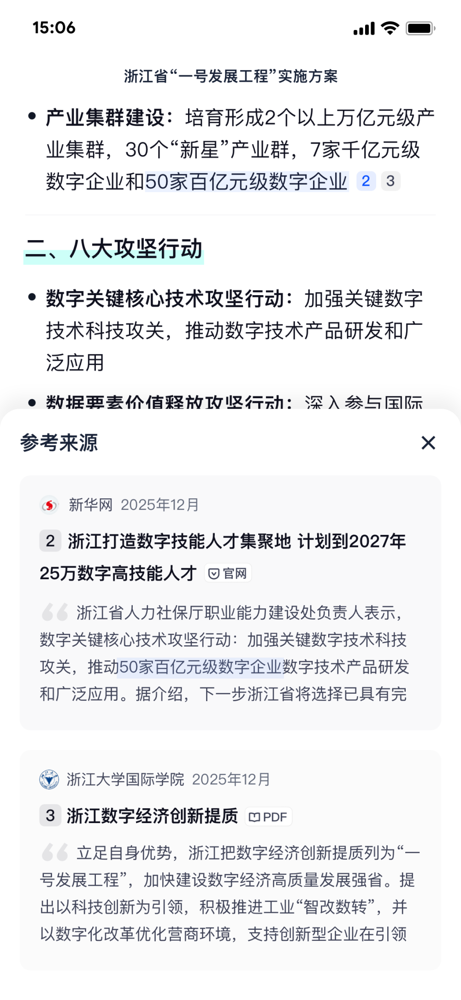 15:06
浙江省“一号发展工程”实施方案
• 产业集群建设：培育形成2个以上万亿元级产
业集群，30个“新星”产业群，7家千亿元级
数字企业和50家百亿元级数字企业 2 3
二、八大攻坚行动
• 数字关键核心技术攻坚行动：加强关键数字
技术科技攻关，推动数字技术产品研发和广
泛应用
• 数据要素价值释放攻坚行动：深入参与国际
参考来源
新华网 2025年12月
2 浙江打造数字技能人才集聚地 计划到2027年
25万数字高技能人才 官网
浙江省人力社保厅职业能力建设处负责人表示，
数字关键核心技术攻坚行动：加强关键数字技术科技
攻关，推动50家百亿元级数字企业数字技术产品研发
和广泛应用。据介绍，下一步浙江省将选择已具有完
浙江大学国际学院 2025年12月
3 浙江数字经济创新提质 PDF
立足自身优势，浙江把数字经济创新提质列为“一
号发展工程”，加快建设数字经济高质量发展强省。提
出以科技创新为引领，积极推进工业“智改数转”，并
以数字化改革优化营商环境，支持创新型企业在引领